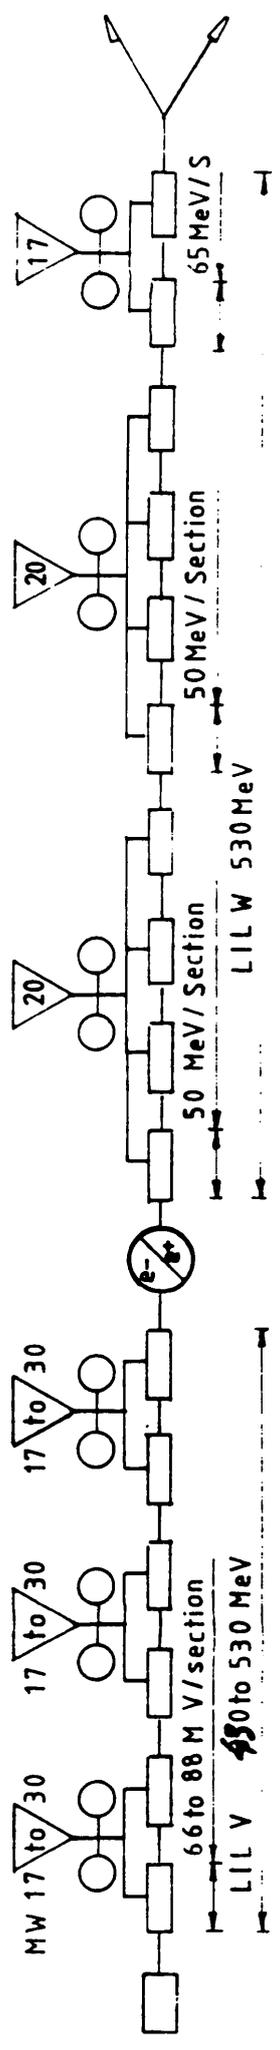 MW 17 to 30
17 to 30
17 to 30
20
20
17
e- e+
66 to 88 M V/section
50 MeV/ Section
50 MeV/ Section
65 MeV/S
LIL V to 530 MeV
LIL W 530 MeV